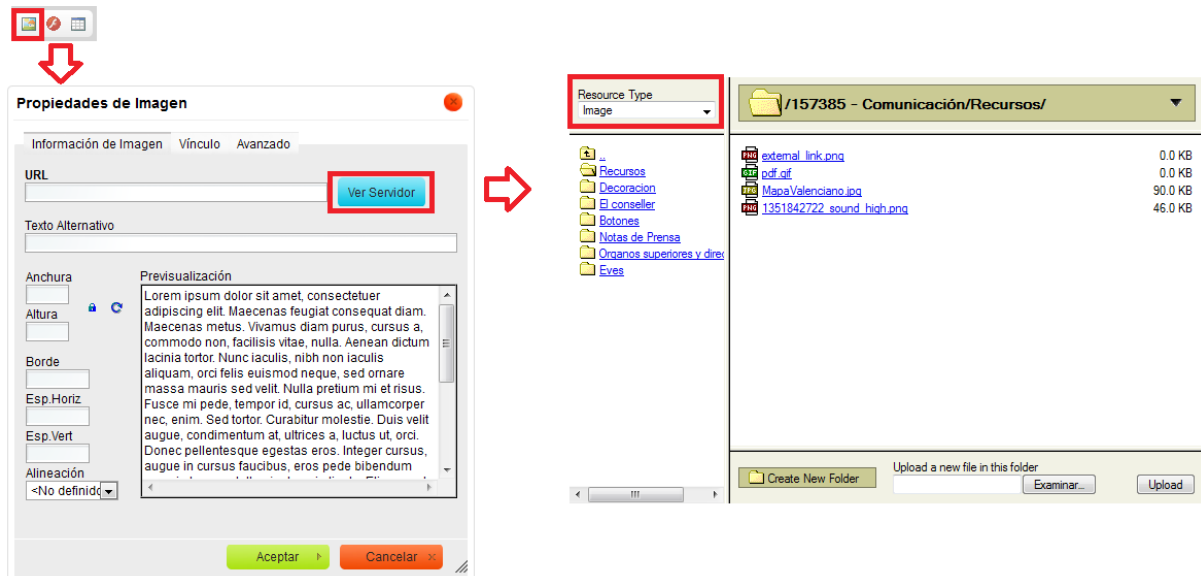 Propiedades de Imagen
Información de Imagen Vínculo Avanzado
URL
Ver Servidor
Texto Alternativo
Anchura
Altura
Borde
Esp.Horiz
Esp.Vert
Alineación
<No definido
Previsualización
Lorem ipsum dolor sit amet, consectetuer
adipiscing elit. Maecenas feugiat consequat diam.
Maecenas metus. Vivamus diam purus, cursus a,
commodo non, facilisis vitae, nulla. Aenean dictum
lacinia tortor. Nunc iaculis, nibh non iaculis
aliquam, orci felis euismod neque, sed ornare
massa mauris sed velit. Nulla pretium mi et risus.
Fusce mi pede, tempor id, cursus ac, ullamcorper
nec, enim. Sed tortor. Curabitur molestie. Duis velit
augue, condimentum at, ultrices a, luctus ut, orci.
Donec pellentesque egestas eros. Integer cursus,
augue in cursus faucibus, eros pede bibendum
Aceptar
Cancelar
Resource Type
Image
..
Recursos
Decoracion
El conseller
Botones
Notas de Prensa
Organos superiores y direc
Eves
/157385 - Comunicación/Recursos/
PNG external_link.png 0.0 KB
GIF pdf.gif 0.0 KB
JPG MapaValenciano.jpg 90.0 KB
PNG 1351842722_sound_high.png 46.0 KB
Create New Folder
Upload a new file in this folder
Examinar...
Upload